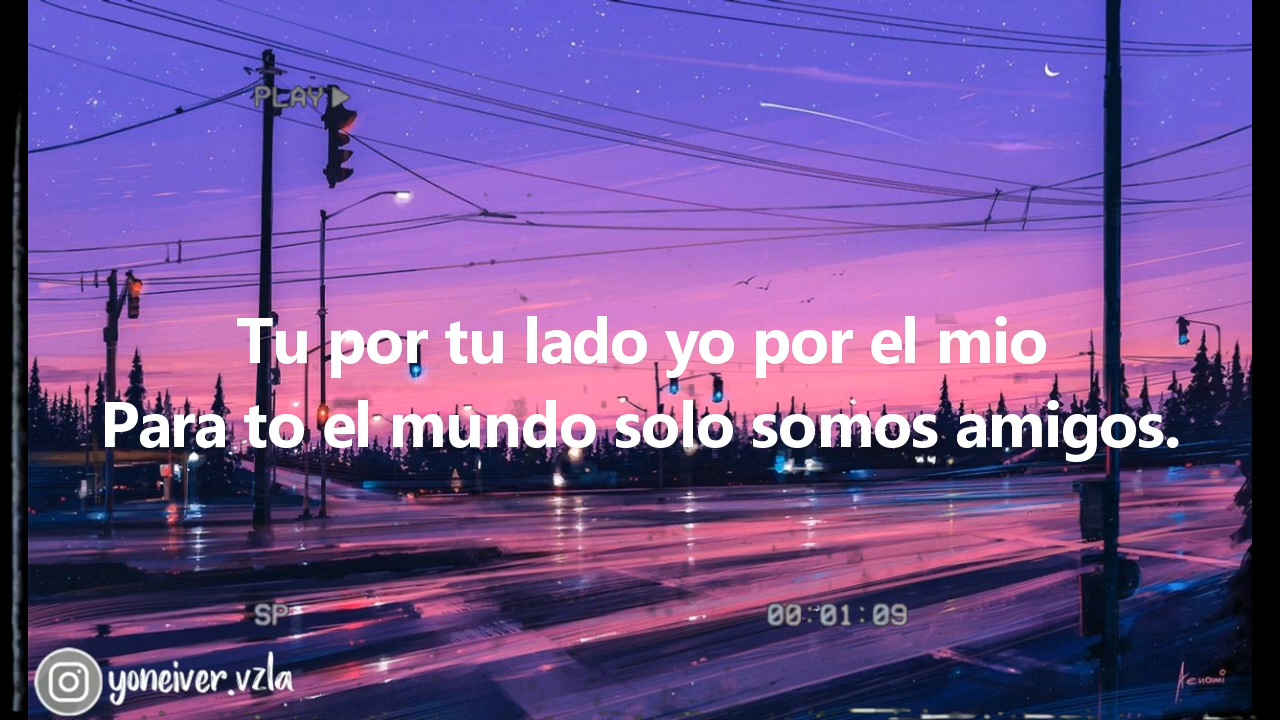 PLAY
Tu por tu lado yo por el mio
Para to el mundo solo somos amigos.
SP 00:01:09
yoneiver.vzla
Aenami